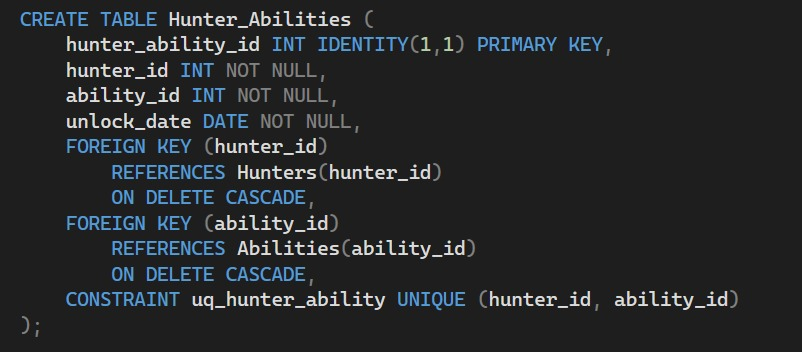 CREATE TABLE Hunter_Abilities (
    hunter_ability_id INT IDENTITY(1,1) PRIMARY KEY,
    hunter_id INT NOT NULL,
    ability_id INT NOT NULL,
    unlock_date DATE NOT NULL,
    FOREIGN KEY (hunter_id)
        REFERENCES Hunters(hunter_id)
        ON DELETE CASCADE,
    FOREIGN KEY (ability_id)
        REFERENCES Abilities(ability_id)
        ON DELETE CASCADE,
    CONSTRAINT uq_hunter_ability UNIQUE (hunter_id, ability_id)
);